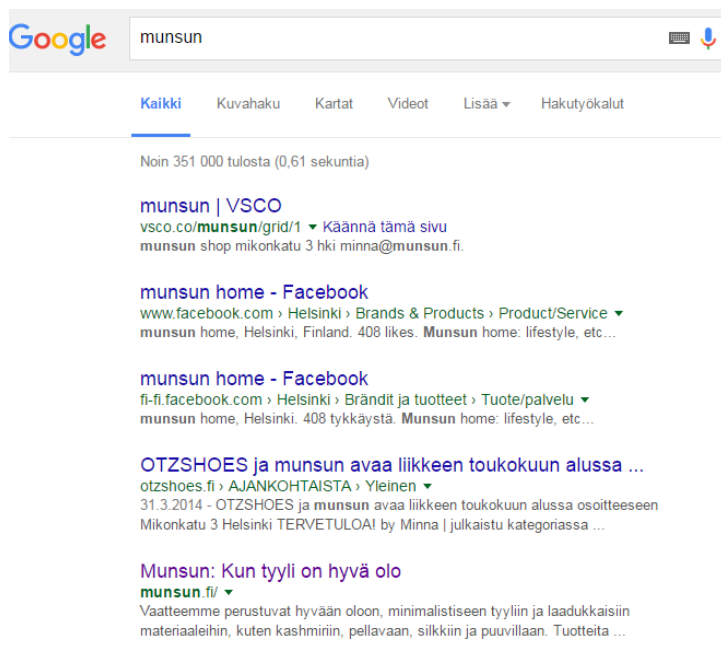 Google munsun
Kaikki Kuvahaku Kartat Videot Lisää Hakutyökalut
Noin 351 000 tulosta (0,61 sekuntia)
munsun | VSCO
vsco.co/munsun/grid/1 Käännä tämä sivu
munsun shop mikonkatu 3 hki minna@munsun.fi.
munsun home - Facebook
www.facebook.com › Helsinki › Brands & Products › Product/Service
munsun home, Helsinki, Finland. 408 likes. Munsun home: lifestyle, etc...
munsun home - Facebook
fi-fi.facebook.com › Helsinki › Brändit ja tuotteet › Tuote/palvelu
munsun home, Helsinki. 408 tykkäystä. Munsun home: lifestyle, etc...
OTZSHOES ja munsun avaa liikkeen toukokuun alussa ...
otzshoes.fi › AJANKOHTAISTA › Yleinen
31.3.2014 - OTZSHOES ja munsun avaa liikkeen toukokuun alussa osoitteeseen
Mikonkatu 3 Helsinki TERVETULOA! by Minna | julkaistu kategoriassa ...
Munsun: Kun tyyli on hyvä olo
munsun.fi/
Vaatteemme perustuvat hyvään oloon, minimalistiseen tyyliin ja laadukkaisiin
materiaaleihin, kuten kashmiriin, pellavaan, silkkiin ja puuvillaan. Tuotteita ...